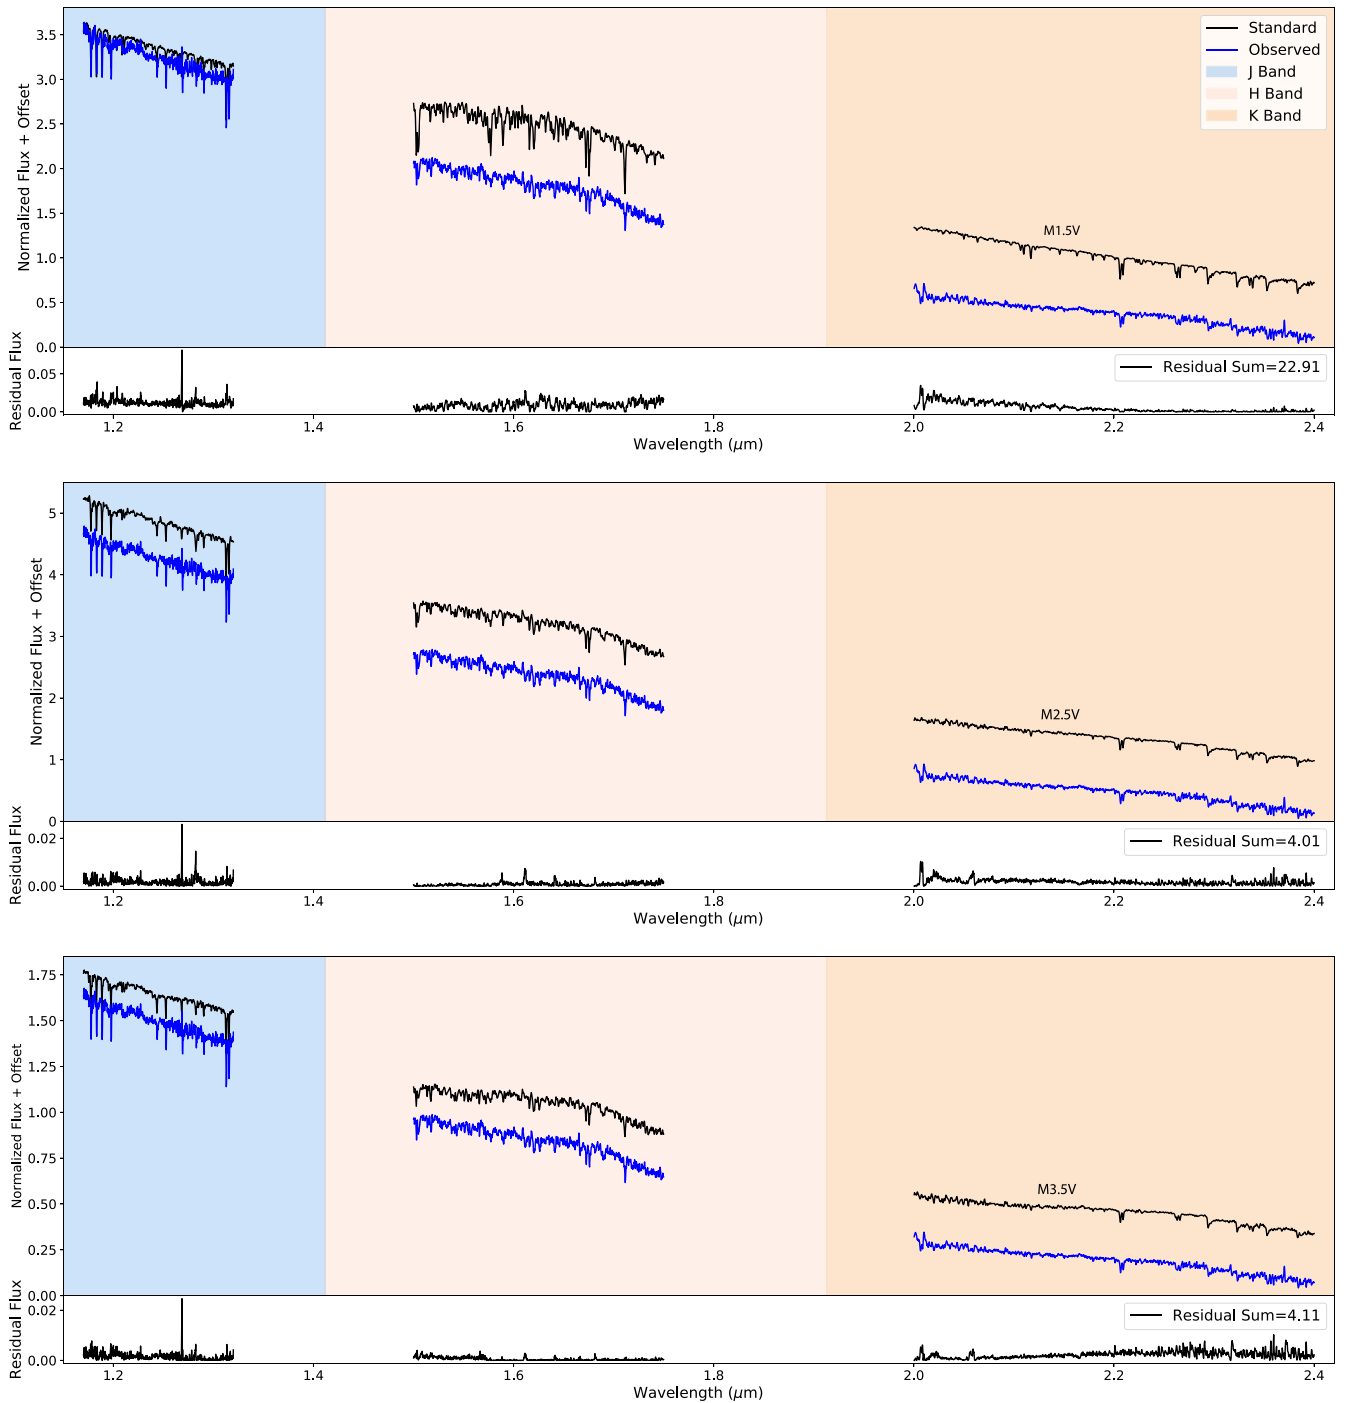 3.5
3.0
2.5
2.0
1.5
1.0
0.5
0.0
Normalized Flux + Offset
Standard
Observed
J Band
H Band
K Band
M1.5V
0.05
0.00
Residual Flux
Residual Sum=22.91
1.2 1.4 1.6 1.8 2.0 2.2 2.4
Wavelength (μm)
5
4
3
2
1
0
Normalized Flux + Offset
M2.5V
0.02
0.00
Residual Flux
Residual Sum=4.01
1.2 1.4 1.6 1.8 2.0 2.2 2.4
Wavelength (μm)
1.75
1.50
1.25
1.00
0.75
0.50
0.25
0.00
Normalized Flux + Offset
M3.5V
0.02
0.00
Residual Flux
Residual Sum=4.11
1.2 1.4 1.6 1.8 2.0 2.2 2.4
Wavelength (μm)